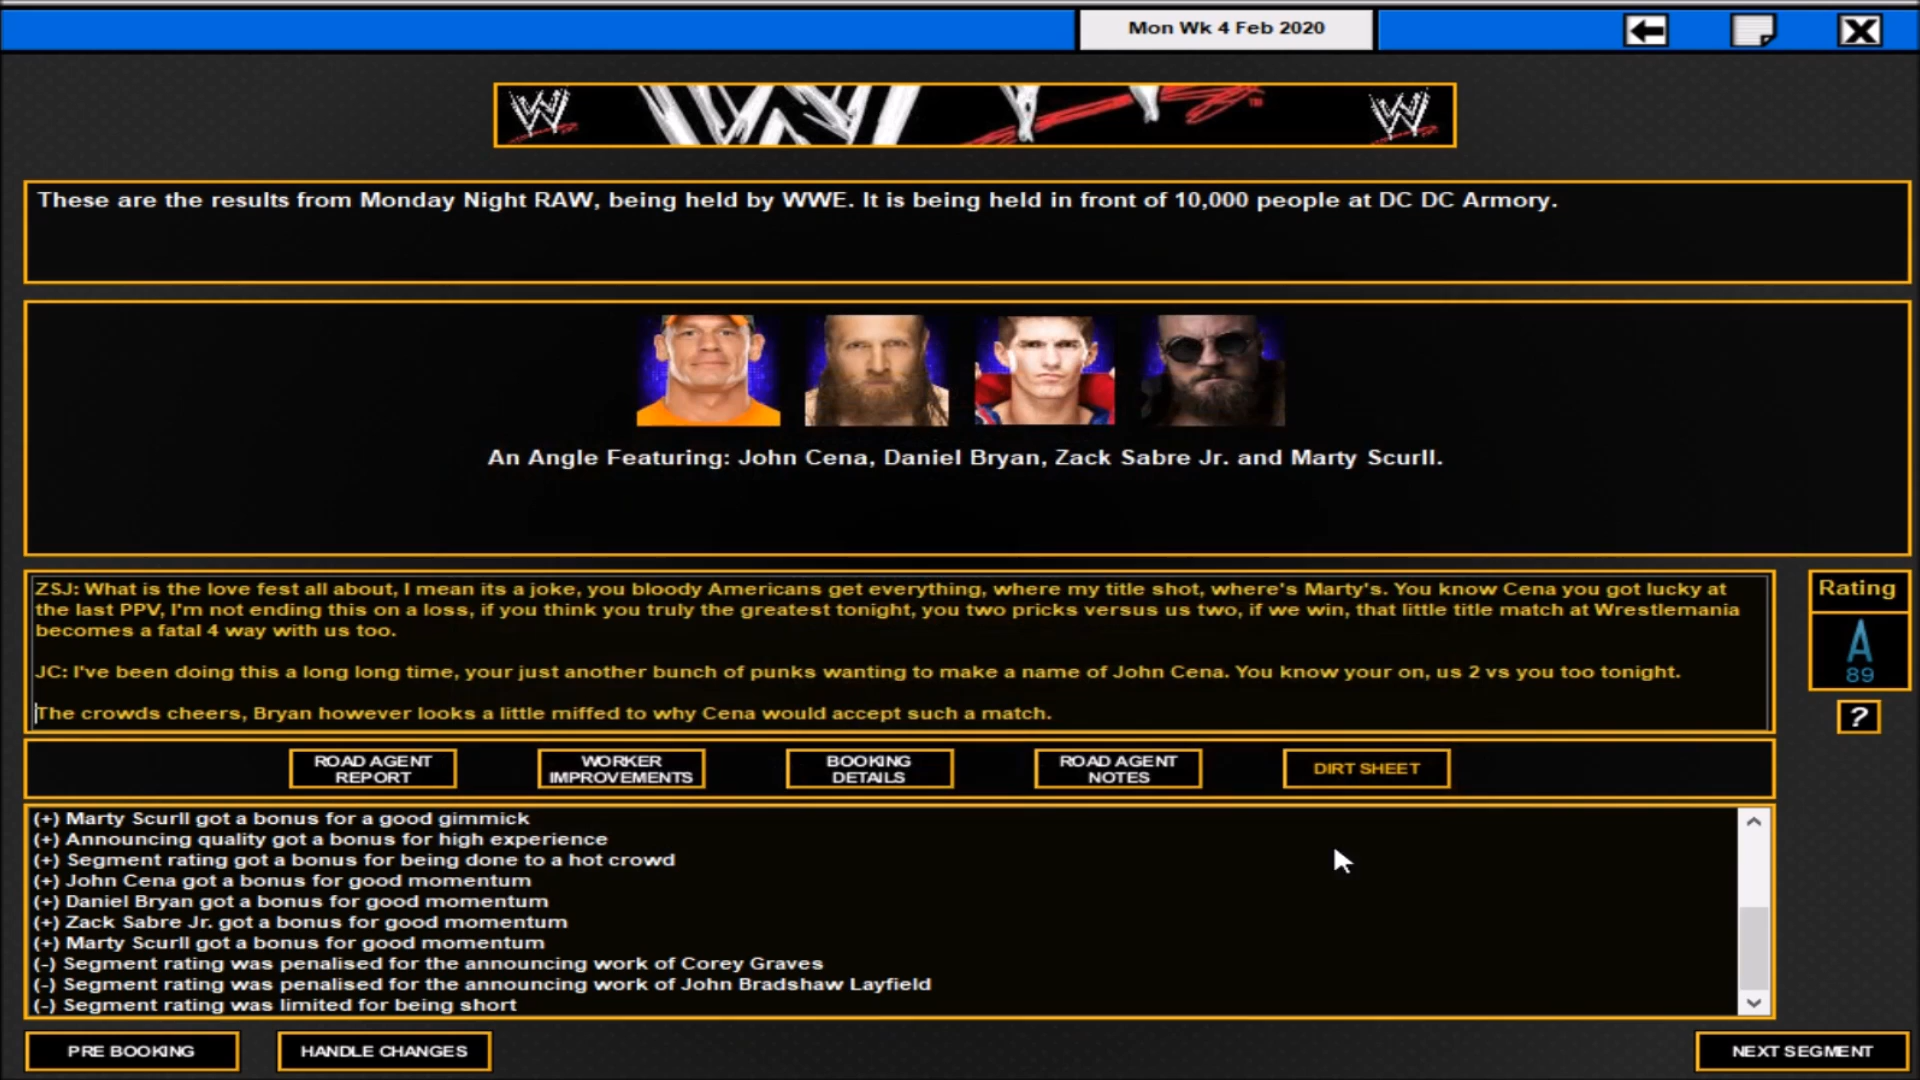 Mon Wk 4 Feb 2020
These are the results from Monday Night RAW, being held by WWE. It is being held in front of 10,000 people at DC DC Armory.
An Angle Featuring: John Cena, Daniel Bryan, Zack Sabre Jr. and Marty Scurll.
ZSJ: What is the love fest all about, I mean its a joke, you bloody Americans get everything, where my title shot, where's Marty's. You know Cena you got lucky at
the last PPV, I'm not ending this on a loss, if you think you truly the greatest tonight, you two pricks versus us two, if we win, that little title match at Wrestlemania
becomes a fatal 4 way with us too.
JC: I've been doing this a long long time, your just another bunch of punks wanting to make a name of John Cena. You know your on, us 2 vs you too tonight.
The crowds cheers, Bryan however looks a little miffed to why Cena would accept such a match.
Rating
A
89
?
ROAD AGENT
REPORT
WORKER
IMPROVEMENTS
BOOKING
DETAILS
ROAD AGENT
NOTES
DIRT SHEET
(+) Marty Scurll got a bonus for a good gimmick
(+) Announcing quality got a bonus for high experience
(+) Segment rating got a bonus for being done to a hot crowd
(+) John Cena got a bonus for good momentum
(+) Daniel Bryan got a bonus for good momentum
(+) Zack Sabre Jr. got a bonus for good momentum
(+) Marty Scurll got a bonus for good momentum
(-) Segment rating was penalised for the announcing work of Corey Graves
(-) Segment rating was penalised for the announcing work of John Bradshaw Layfield
(-) Segment rating was limited for being short
PRE BOOKING
HANDLE CHANGES
NEXT SEGMENT